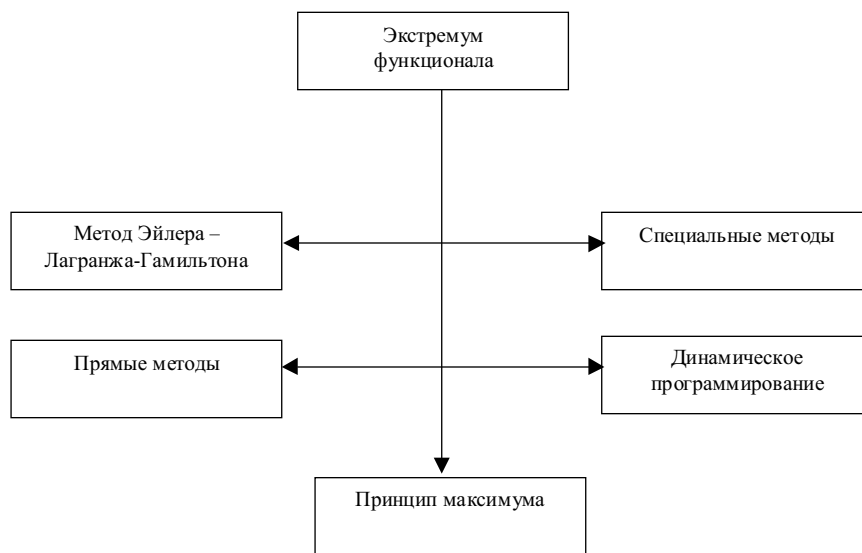 Экстремум
функционала
Метод Эйлера –
Лагранжа-Гамильтона
Специальные методы
Прямые методы
Динамическое
программирование
Принцип максимума